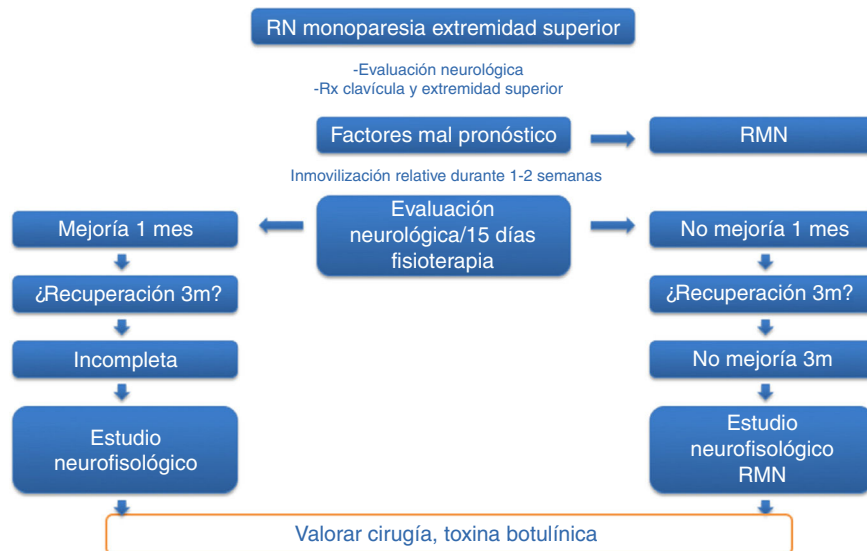 RN monoparesia extremidad superior
-Evaluación neurológica
-Rx clavícula y extremidad superior
Factores mal pronóstico
RMN
Inmovilización relative durante 1-2 semanas
Mejoría 1 mes
Evaluación
neurológica/15 días
fisioterapia
No mejoría 1 mes
¿Recuperación 3m?
¿Recuperación 3m?
Incompleta
No mejoría 3m
Estudio
neurofisológico
Estudio
neurofisológico
RMN
Valorar cirugía, toxina botulínica